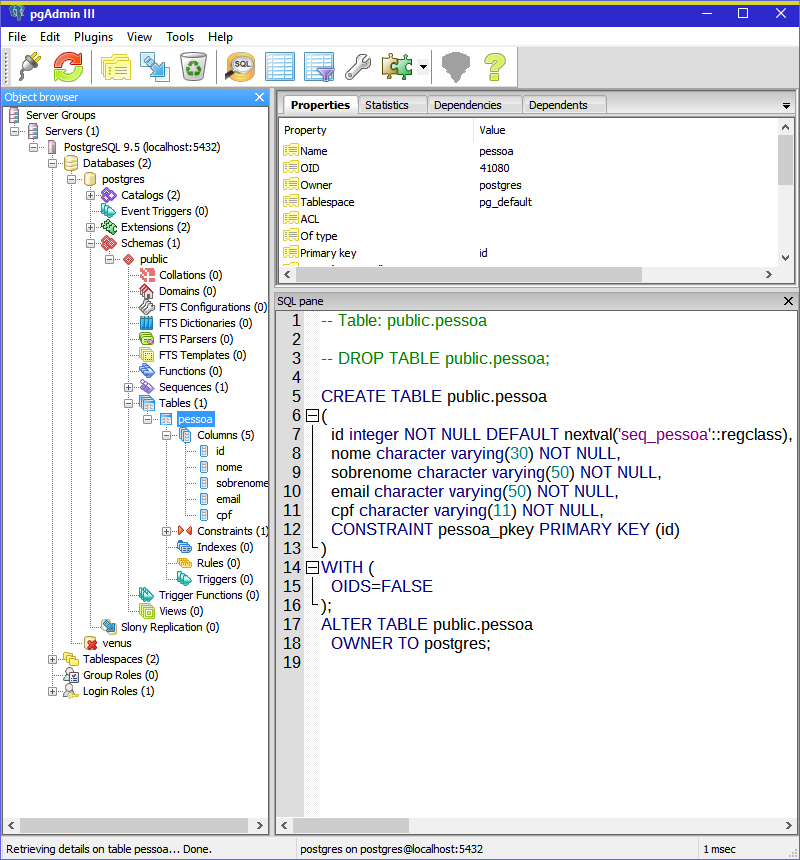 pgAdmin III
File Edit Plugins View Tools Help
SQL
Object browser
Server Groups
Servers (1)
PostgreSQL 9.5 (localhost:5432)
Databases (2)
postgres
Catalogs (2)
Event Triggers (0)
Extensions (2)
Schemas (1)
public
Collations (0)
Domains (0)
FTS Configurations (0)
FTS Dictionaries (0)
FTS Parsers (0)
FTS Templates (0)
Functions (0)
Sequences (1)
Tables (1)
pessoa
Columns (5)
id
nome
sobrenome
email
cpf
Constraints (1)
Indexes (0)
Rules (0)
Triggers (0)
Trigger Functions (0)
Views (0)
Slony Replication (0)
venus
Tablespaces (2)
Group Roles (0)
Login Roles (1)
Properties Statistics Dependencies Dependents
Property Value
Name pessoa
OID 41080
Owner postgres
Tablespace pg_default
ACL
Of type
Primary key id
SQL pane
1 -- Table: public.pessoa
2
3 -- DROP TABLE public.pessoa;
4
5 CREATE TABLE public.pessoa
6 (
7 id integer NOT NULL DEFAULT nextval('seq_pessoa'::regclass),
8 nome character varying(30) NOT NULL,
9 sobrenome character varying(50) NOT NULL,
10 email character varying(50) NOT NULL,
11 cpf character varying(11) NOT NULL,
12 CONSTRAINT pessoa_pkey PRIMARY KEY (id)
13 )
14 WITH (
15 OIDS=FALSE
16 );
17 ALTER TABLE public.pessoa
18 OWNER TO postgres;
19
Retrieving details on table pessoa... Done. postgres on postgres@localhost:5432 1 msec